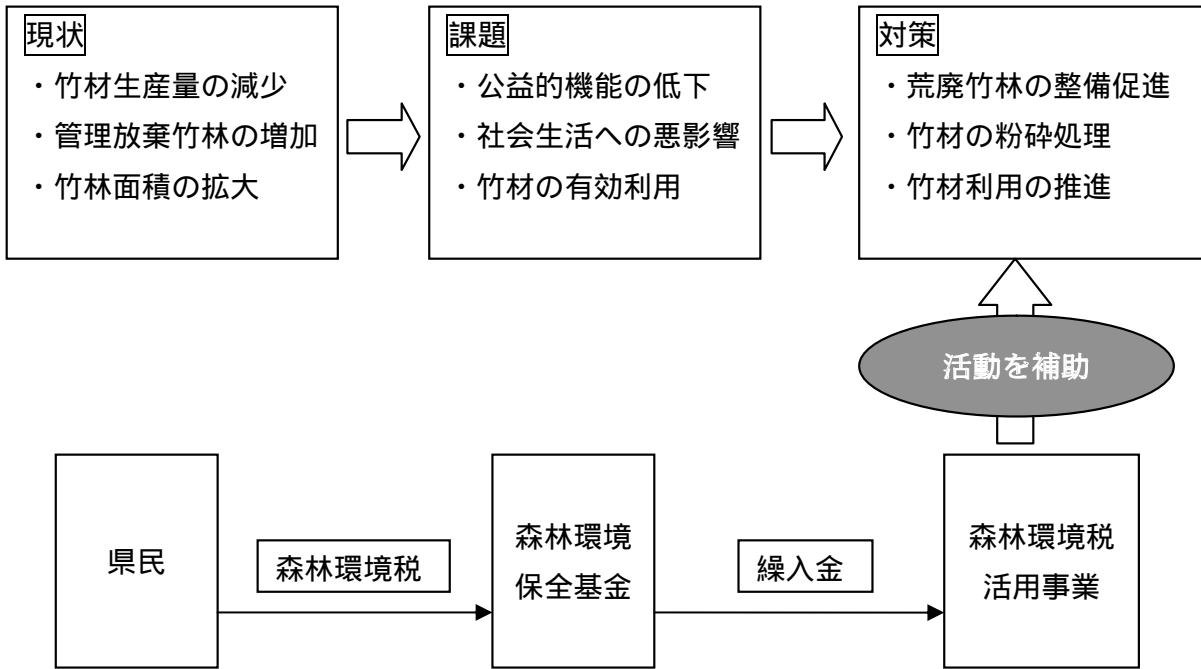 現状
・竹材生産量の減少
・管理放棄竹林の増加
・竹林面積の拡大
課題
・公益的機能の低下
・社会生活への悪影響
・竹材の有効利用
対策
・荒廃竹林の整備促進
・竹材の粉砕処理
・竹材利用の推進
活動を補助
県民
森林環境税
森林環境
保全基金
繰入金
森林環境税
活用事業